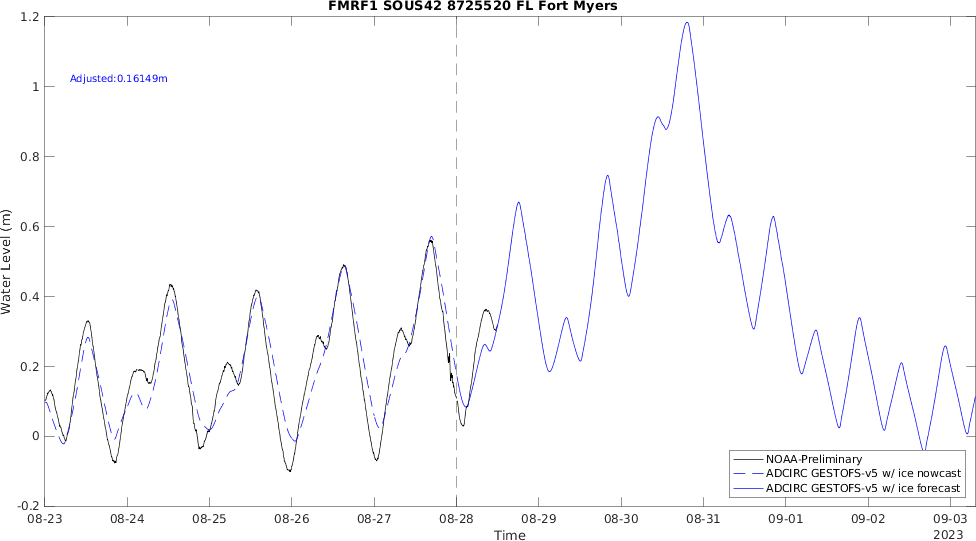 FMRF1 SOUS42 8725520 FL Fort Myers
1.2
1
0.8
0.6
0.4
0.2
0
-0.2
Water Level (m)
Adjusted:0.16149m
NOAA-Preliminary
ADCIRC GESTOFS-v5 w/ ice nowcast
ADCIRC GESTOFS-v5 w/ ice forecast
08-23 08-24 08-25 08-26 08-27 08-28 08-29 08-30 08-31 09-01 09-02 09-03
Time
2023